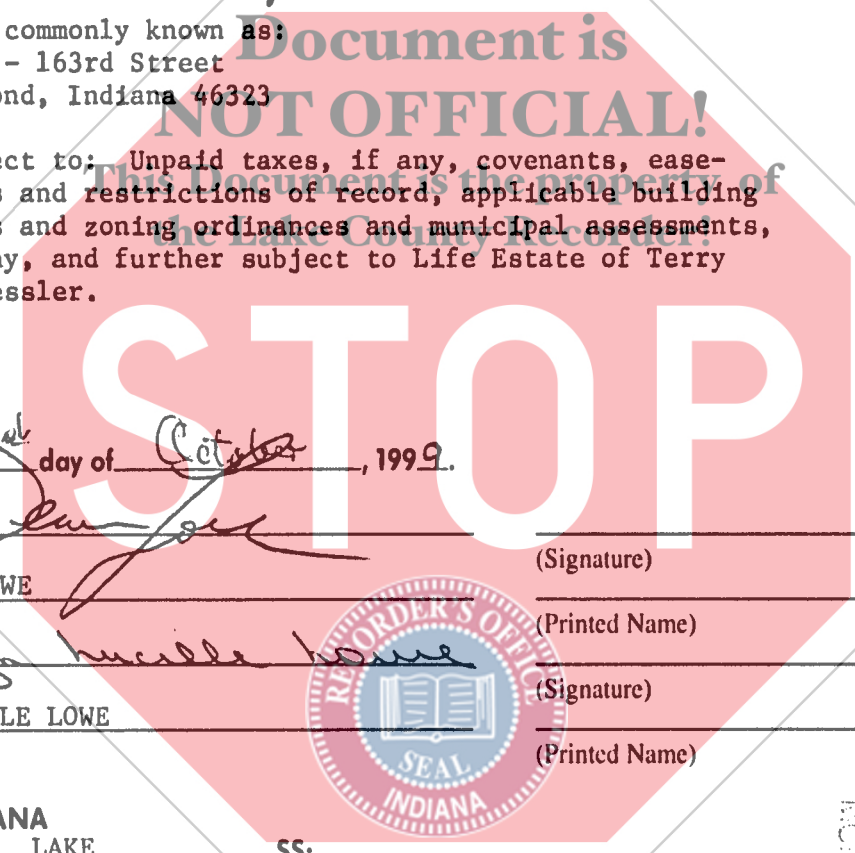 commonly known as:
Document is
- 163rd Street
ond, Indiana 46323
NOT OFFICIAL!
ect to: Unpaid taxes, if any, covenants, ease-
This Document is the property of
s and restrictions of record, applicable building
s and zoning ordinances and municipal assessments,
the Lake County Recorder!
ny, and further subject to Life Estate of Terry
essler.
STOP
day of October, 1999.
(Signature)
WE
(Printed Name)
Lucille Lowe
(Signature)
LE LOWE
(Printed Name)
RECORDER'S OFFICE
SEAL
INDIANA
ANA
LAKE SS: